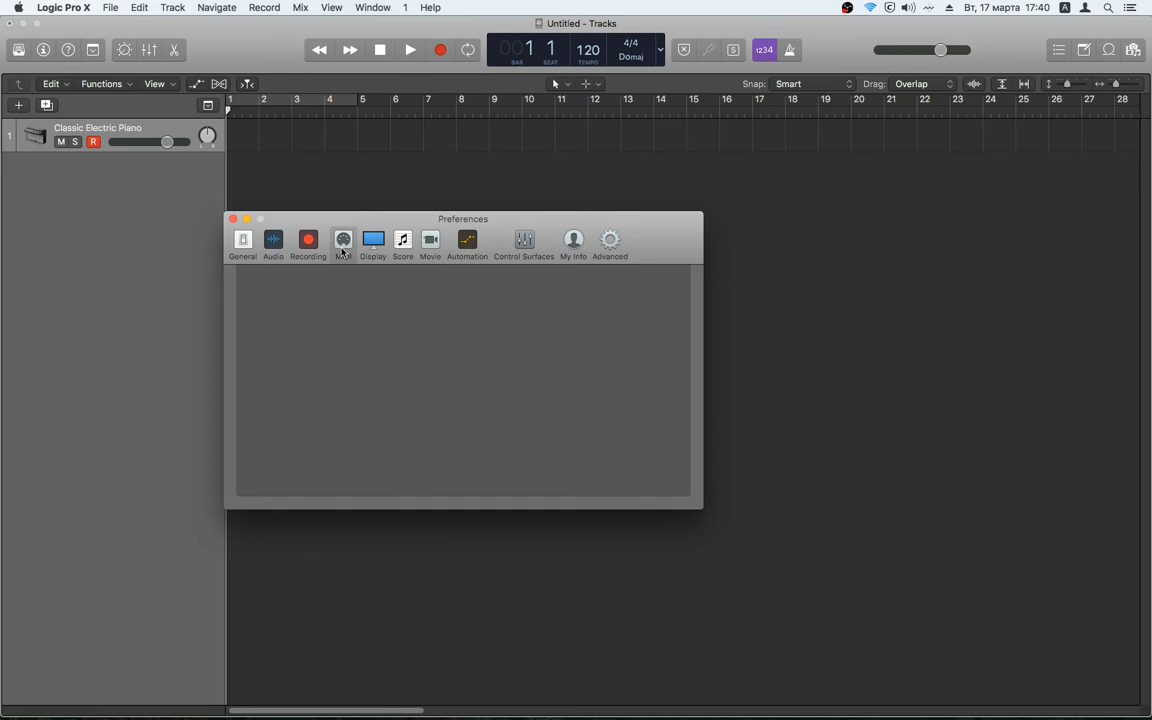 Logic Pro X File Edit Track Navigate Record Mix View Window 1 Help Вт, 17 марта 17:40 A
Untitled - Tracks
001 1 120 4/4 Domaj
BAR BEAT TEMPO
S 1234
Edit Functions View Snap: Smart Drag: Overlap
1 2 3 4 5 6 7 8 9 10 11 12 13 14 15 16 17 18 19 20 21 22 23 24 25 26 27 28
1 Classic Electric Piano
M S R L R
Preferences
General Audio Recording MIDI Display Score Movie Automation Control Surfaces My Info Advanced